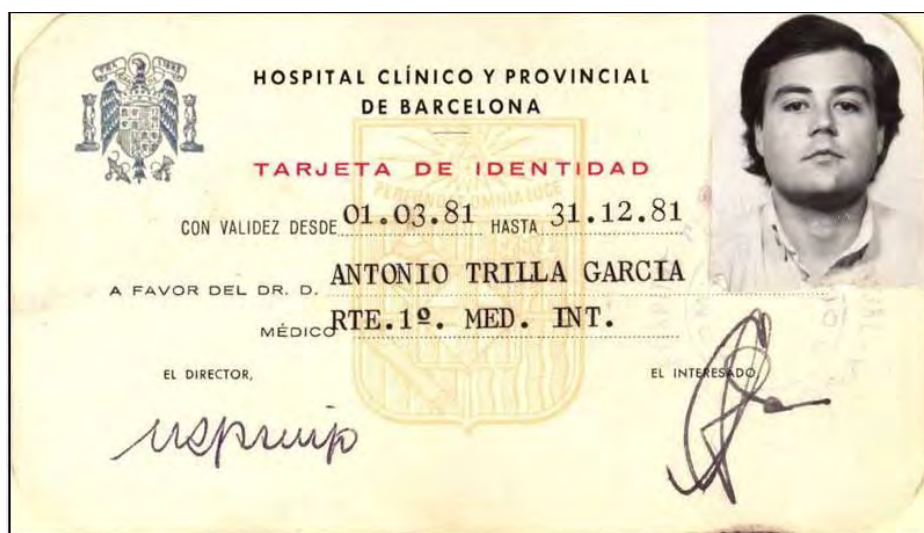 HOSPITAL CLÍNICO Y PROVINCIAL
DE BARCELONA
TARJETA DE IDENTIDAD
CON VALIDEZ DESDE 01.03.81 HASTA 31.12.81
A FAVOR DEL DR. D. ANTONIO TRILLA GARCIA
MÉDICO RTE.1º. MED. INT.
EL DIRECTOR, EL INTERESADO,